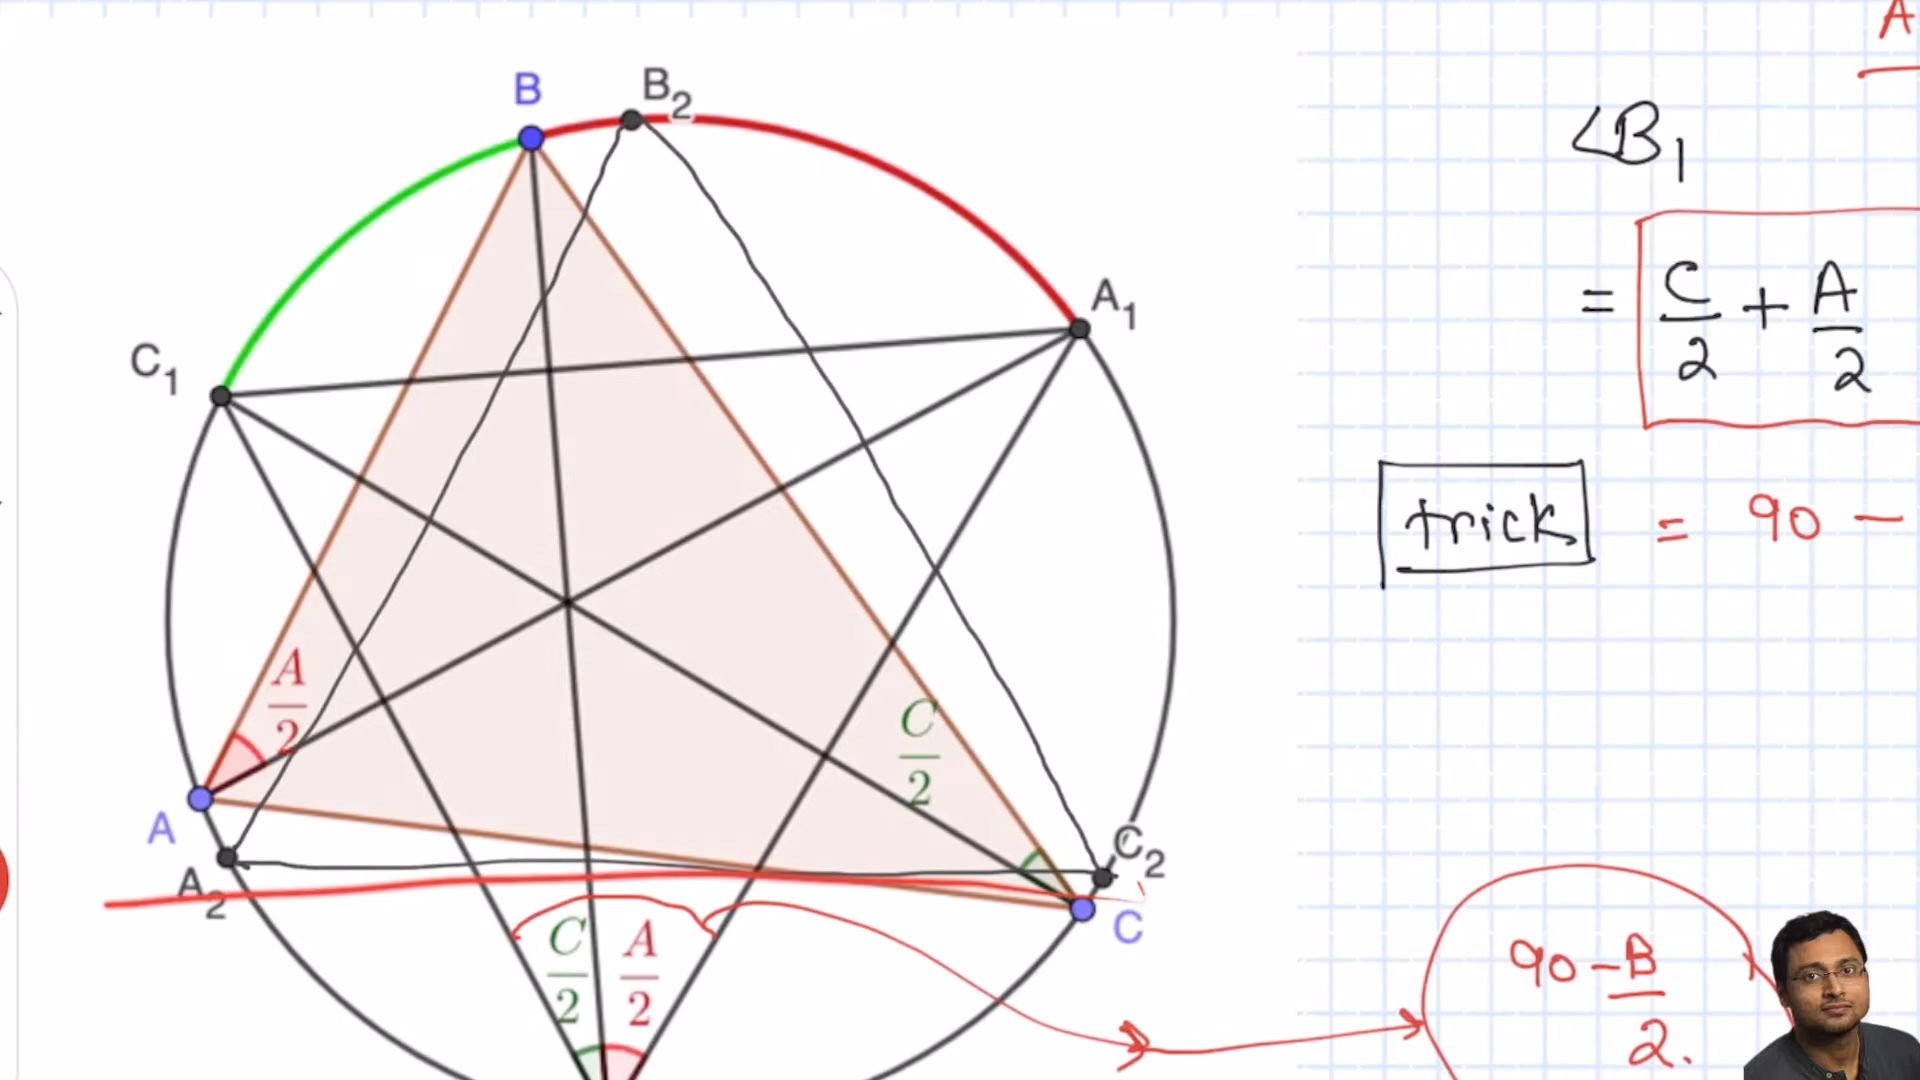 A
B
B₂
∠B₁
A₁
= C/2 + A/2
C₁
trick = 90 −
A/2
C/2
A
A₂
C₂
C
C/2 A/2
90 − B/2.